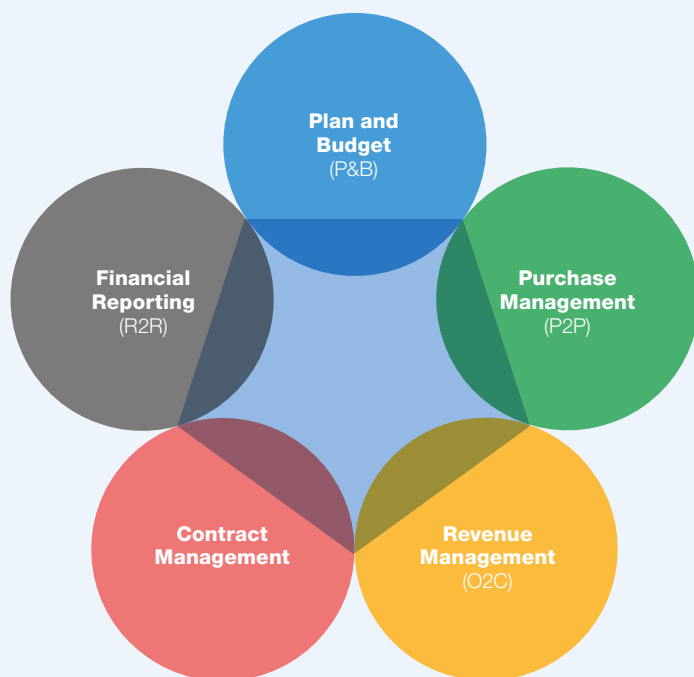 Plan and
Budget
(P&B)
Financial
Reporting
(R2R)
Purchase
Management
(P2P)
Contract
Management
Revenue
Management
(O2C)